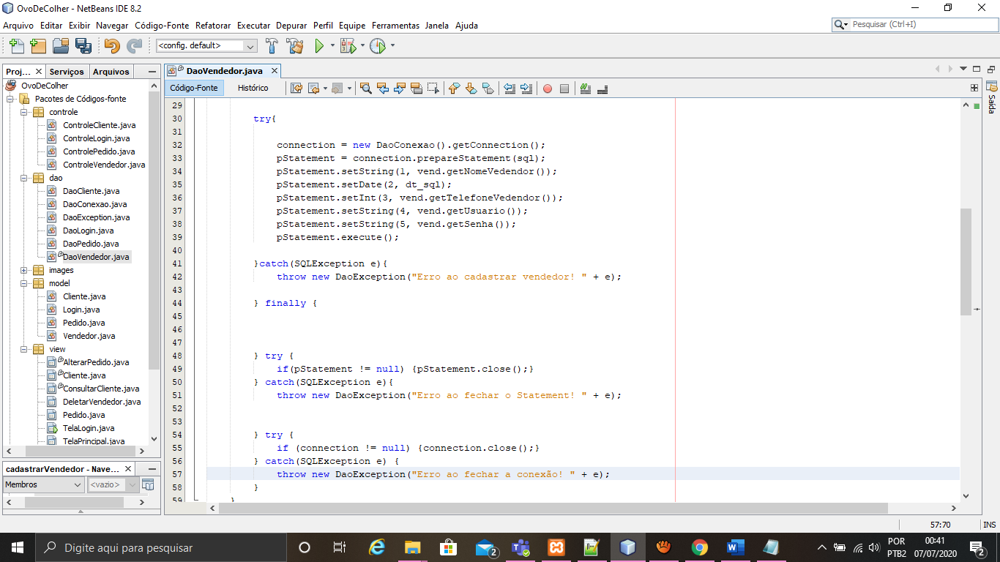 OvoDeColher - NetBeans IDE 8.2
Arquivo Editar Exibir Navegar Código-Fonte Refatorar Executar Depurar Perfil Equipe Ferramentas Janela Ajuda
Pesquisar (Ctrl+I)
<config. default>
Proj... Serviços Arquivos
OvoDeColher
Pacotes de Códigos-fonte
controle
ControleCliente.java
ControleLogin.java
ControlePedido.java
ControleVendedor.java
dao
DaoCliente.java
DaoConexao.java
DaoException.java
DaoLogin.java
DaoPedido.java
DaoVendedor.java
images
model
Cliente.java
Login.java
Pedido.java
Vendedor.java
view
AlterarPedido.java
Cliente.java
ConsultarCliente.java
DeletarVendedor.java
Pedido.java
TelaLogin.java
TelaPrincipal.java
cadastrarVendedor - Nave...
Membros <vazio>
DaoVendedor.java
Código-Fonte Histórico
Saída
29
30 try{
31
32 connection = new DaoConexao().getConnection();
33 pStatement = connection.prepareStatement(sql);
34 pStatement.setString(1, vend.getNomeVedendor());
35 pStatement.setDate(2, dt_sql);
36 pStatement.setInt(3, vend.getTelefoneVedendor());
37 pStatement.setString(4, vend.getUsuario());
38 pStatement.setString(5, vend.getSenha());
39 pStatement.execute();
40
41 }catch(SQLException e){
42 throw new DaoException("Erro ao cadastrar vendedor! " + e);
43
44 } finally {
45
46
47
48 } try {
49 if(pStatement != null) {pStatement.close();}
50 } catch(SQLException e){
51 throw new DaoException("Erro ao fechar o Statement! " + e);
52
53
54 } try {
55 if (connection != null) {connection.close();}
56 } catch(SQLException e) {
57 throw new DaoException("Erro ao fechar a conexão! " + e);
58 }
59 }
57:70 INS
Digite aqui para pesquisar
2
POR
PTB2
00:41
07/07/2020
2